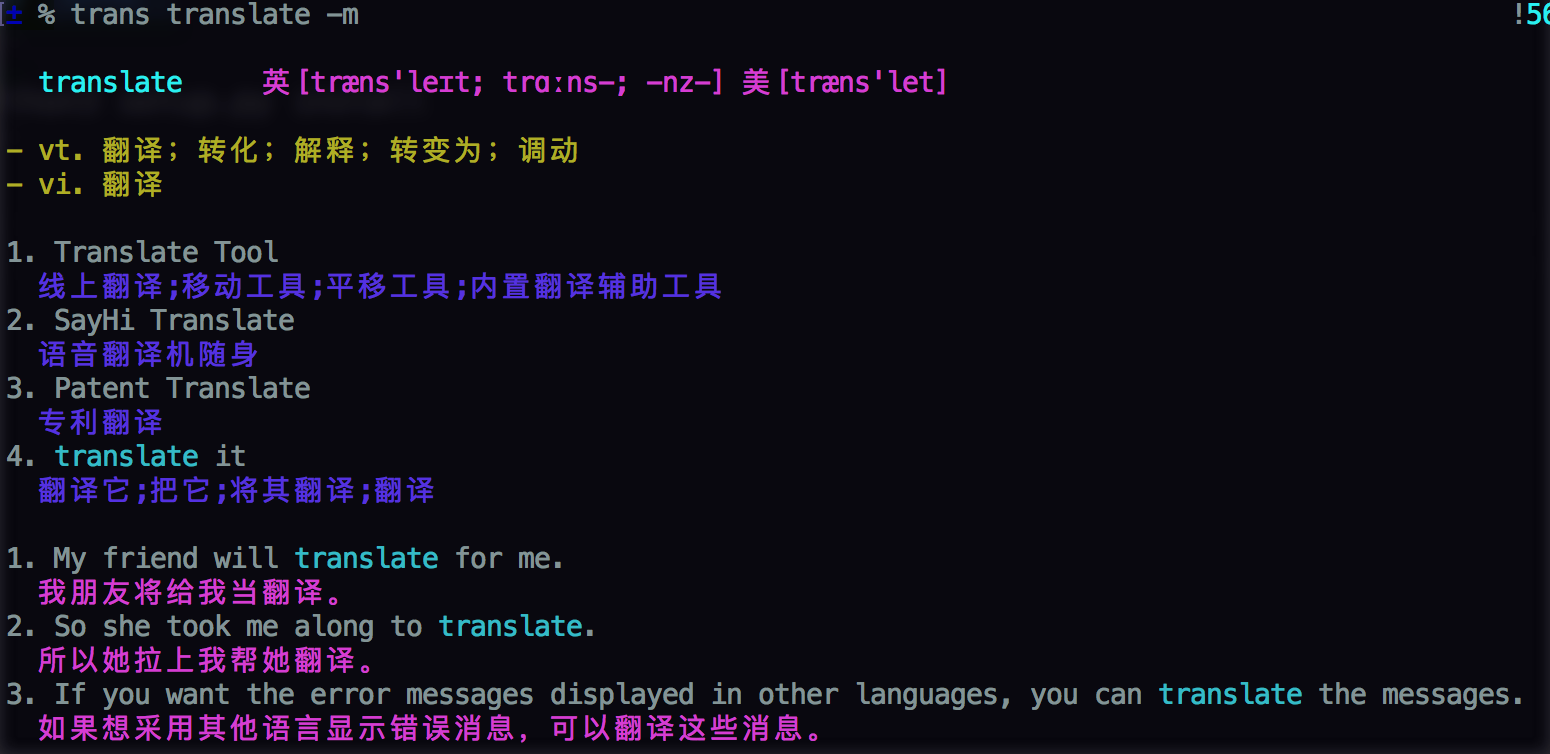 ± % trans translate -m !56
translate 英[træns'leɪt; trɑːns-; -nz-] 美[træns'let]
- vt. 翻译；转化；解释；转变为；调动
- vi. 翻译
1. Translate Tool
线上翻译;移动工具;平移工具;内置翻译辅助工具
2. SayHi Translate
语音翻译机随身
3. Patent Translate
专利翻译
4. translate it
翻译它;把它;将其翻译;翻译
1. My friend will translate for me.
我朋友将给我当翻译。
2. So she took me along to translate.
所以她拉上我帮她翻译。
3. If you want the error messages displayed in other languages, you can translate the messages.
如果想采用其他语言显示错误消息，可以翻译这些消息。